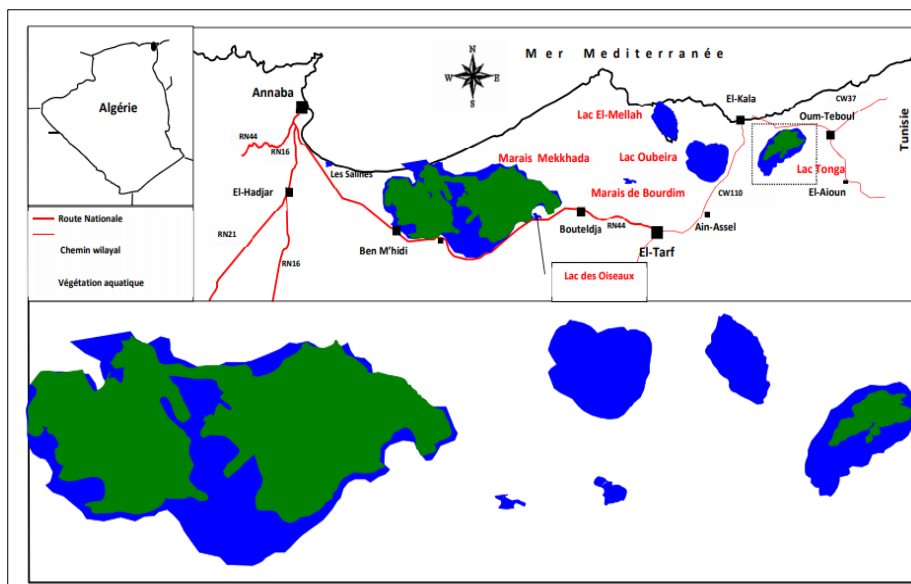 Algérie
Route Nationale
Chemin wilayal
Végétation aquatique
Mer Mediterranée
N
W
E
S
Annaba
RN44
RN16
Les Salines
El-Hadjar
RN21
RN16
Ben M'hidi
Marais Mekkhada
Lac El-Mellah
El-Kala
CW37
Oum-Teboul
Tunisie
Lac Oubeira
Lac Tonga
Marais de Bourdim
CW110
El-Aioun
Bouteldja
RN44
Ain-Assel
El-Tarf
Lac des Oiseaux